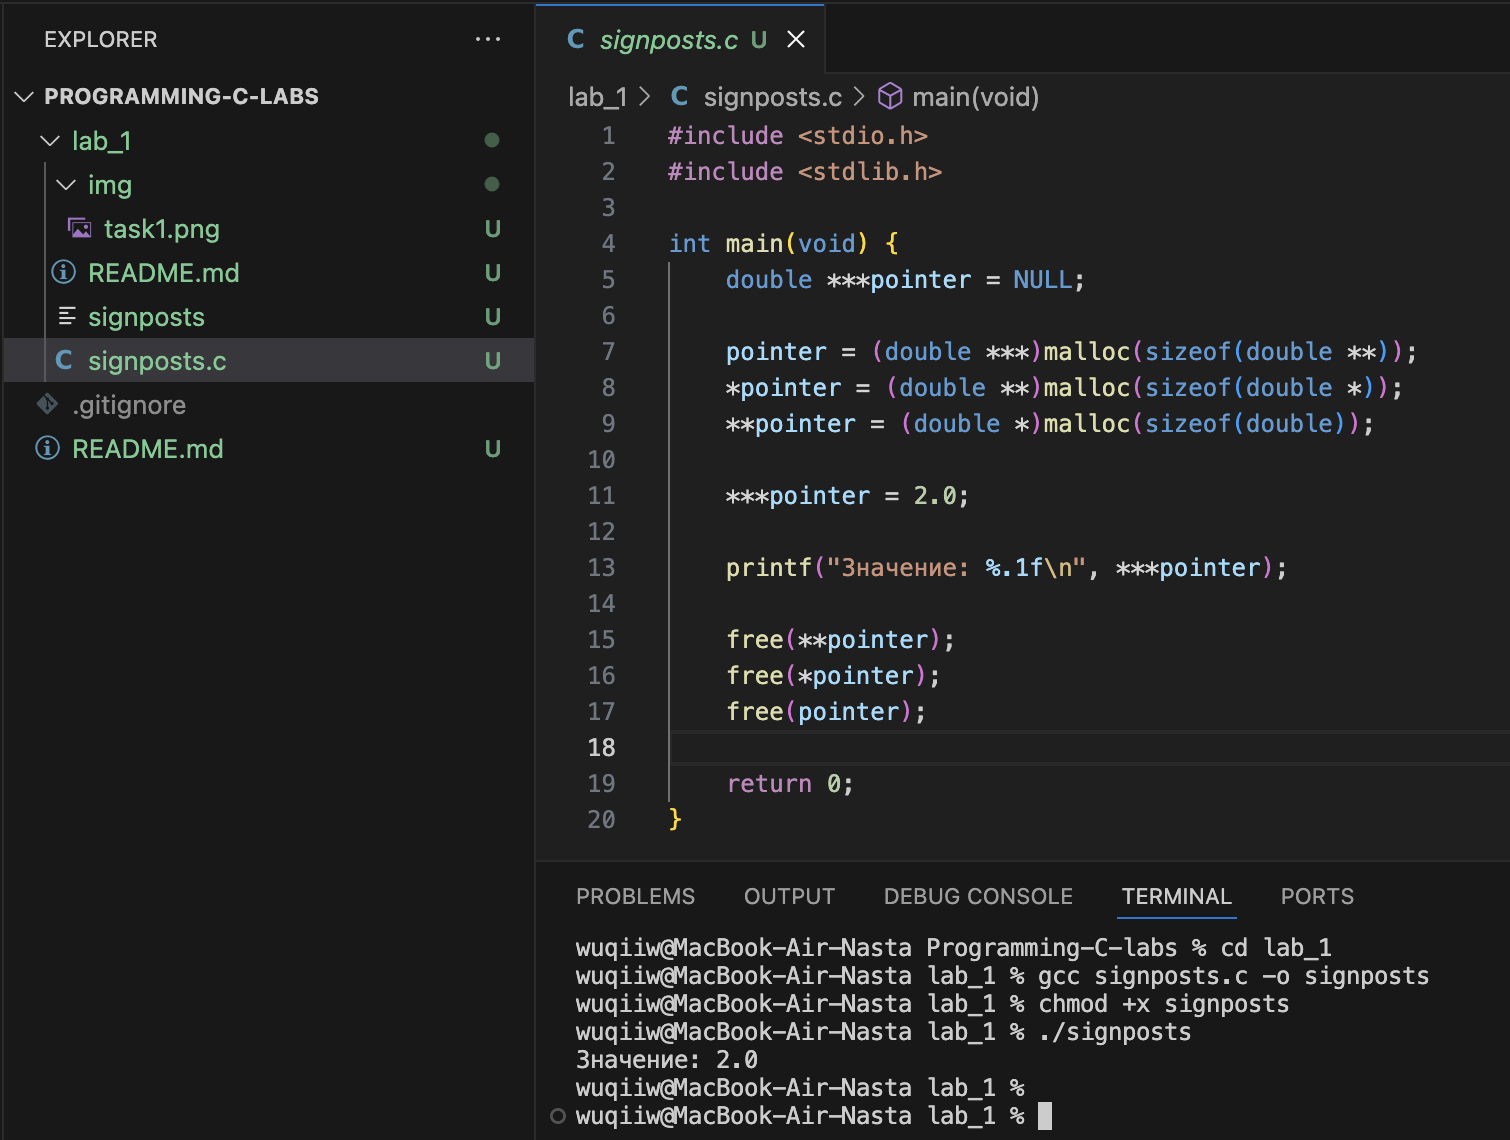 EXPLORER
PROGRAMMING-C-LABS
lab_1
img
task1.png U
README.md U
signposts U
C signposts.c U
.gitignore
README.md U
C signposts.c U
lab_1 > C signposts.c > main(void)
1 #include <stdio.h>
2 #include <stdlib.h>
3
4 int main(void) {
5     double ***pointer = NULL;
6
7     pointer = (double ***)malloc(sizeof(double **));
8     *pointer = (double **)malloc(sizeof(double *));
9     **pointer = (double *)malloc(sizeof(double));
10
11     ***pointer = 2.0;
12
13     printf("Значение: %.1f\n", ***pointer);
14
15     free(**pointer);
16     free(*pointer);
17     free(pointer);
18
19     return 0;
20 }
PROBLEMS OUTPUT DEBUG CONSOLE TERMINAL PORTS
wuqiiw@MacBook-Air-Nasta Programming-C-labs % cd lab_1
wuqiiw@MacBook-Air-Nasta lab_1 % gcc signposts.c -o signposts
wuqiiw@MacBook-Air-Nasta lab_1 % chmod +x signposts
wuqiiw@MacBook-Air-Nasta lab_1 % ./signposts
Значение: 2.0
wuqiiw@MacBook-Air-Nasta lab_1 %
wuqiiw@MacBook-Air-Nasta lab_1 %